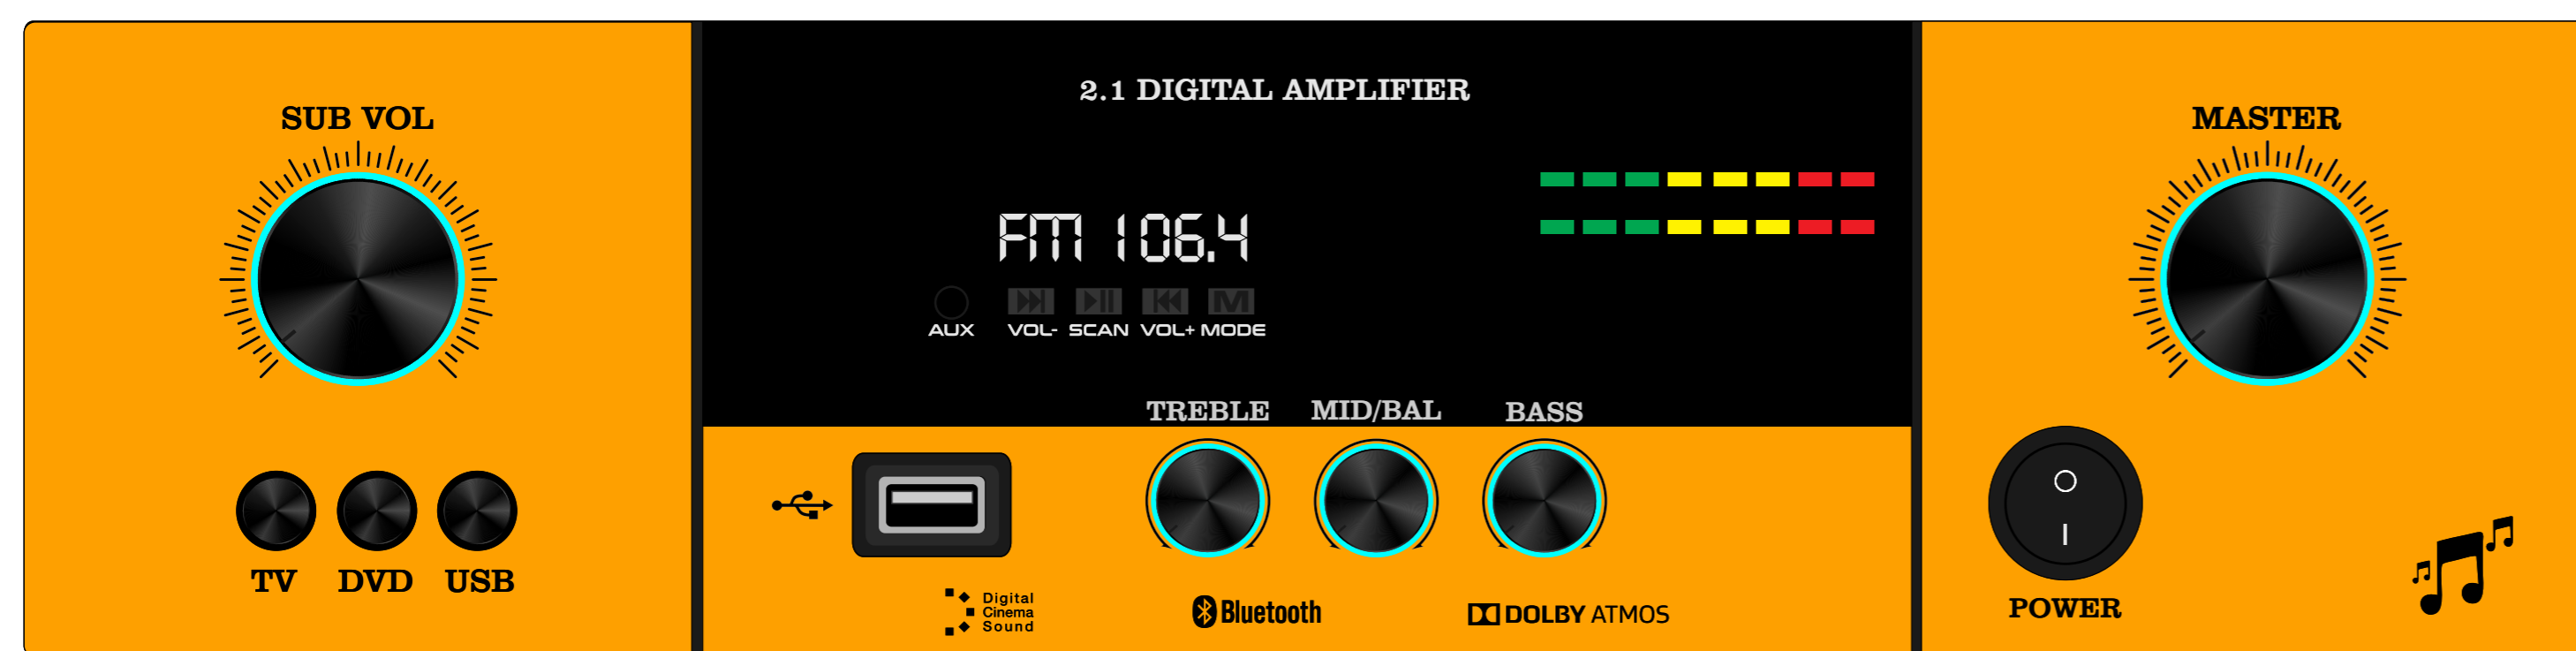 SUB VOL
TV DVD USB
2.1 DIGITAL AMPLIFIER
FM 106.4
M
AUX VOL- SCAN VOL+ MODE
TREBLE MID/BAL BASS
Digital
Cinema
Sound
Bluetooth
DOLBY ATMOS
MASTER
POWER